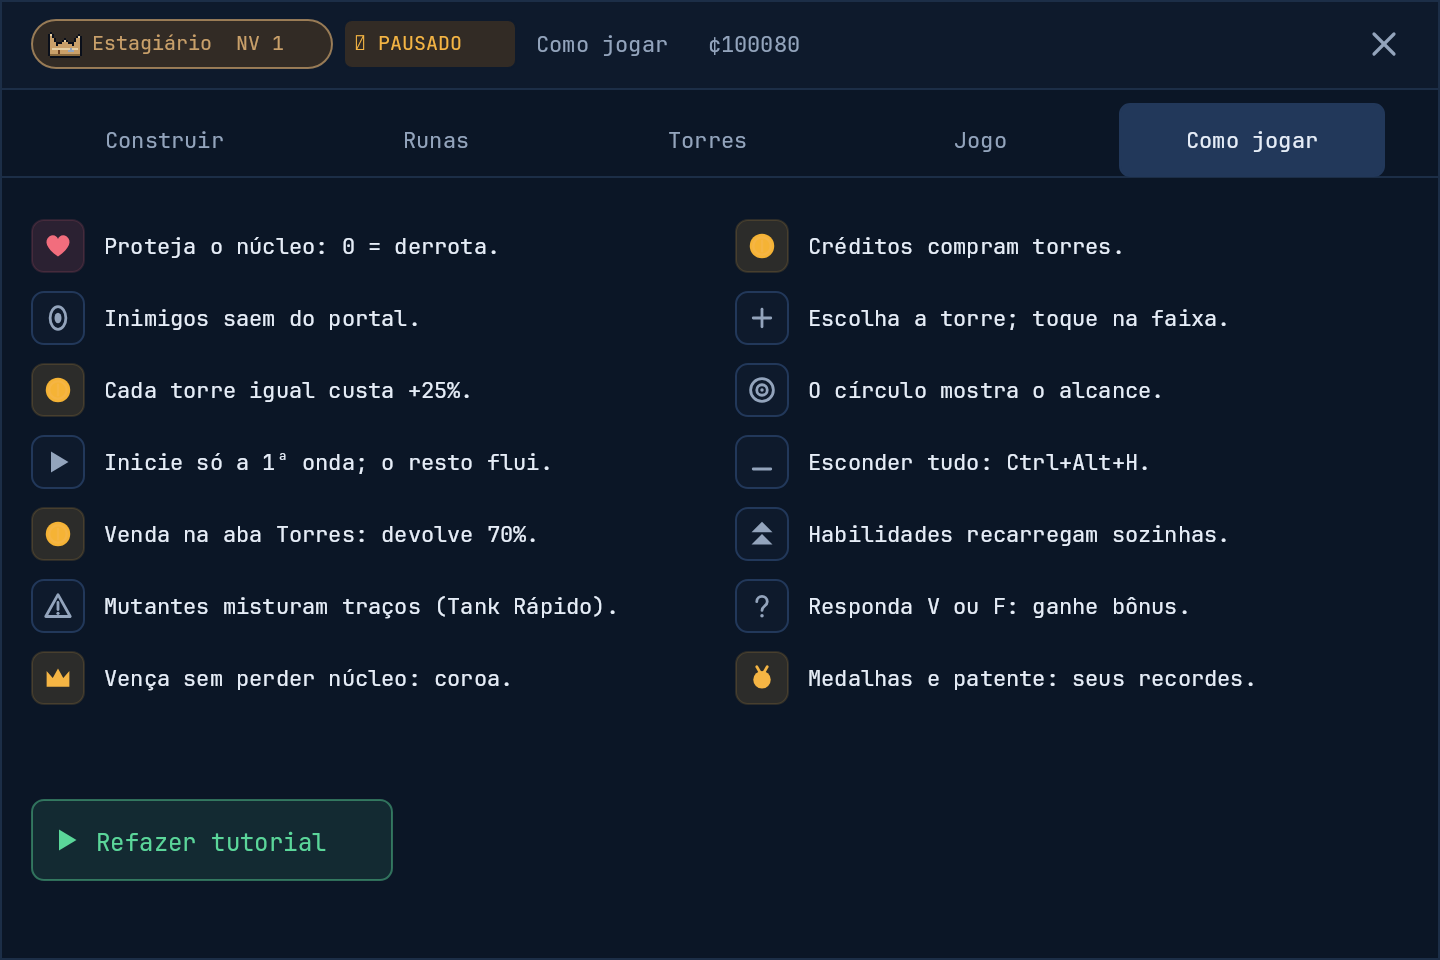 Estagiário NV 1
PAUSADO
Como jogar
¢100080
Construir
Runas
Torres
Jogo
Como jogar
Proteja o núcleo: 0 = derrota.
Créditos compram torres.
Inimigos saem do portal.
Escolha a torre; toque na faixa.
Cada torre igual custa +25%.
O círculo mostra o alcance.
Inicie só a 1ª onda; o resto flui.
Esconder tudo: Ctrl+Alt+H.
Venda na aba Torres: devolve 70%.
Habilidades recarregam sozinhas.
Mutantes misturam traços (Tank Rápido).
Responda V ou F: ganhe bônus.
Vença sem perder núcleo: coroa.
Medalhas e patente: seus recordes.
Refazer tutorial